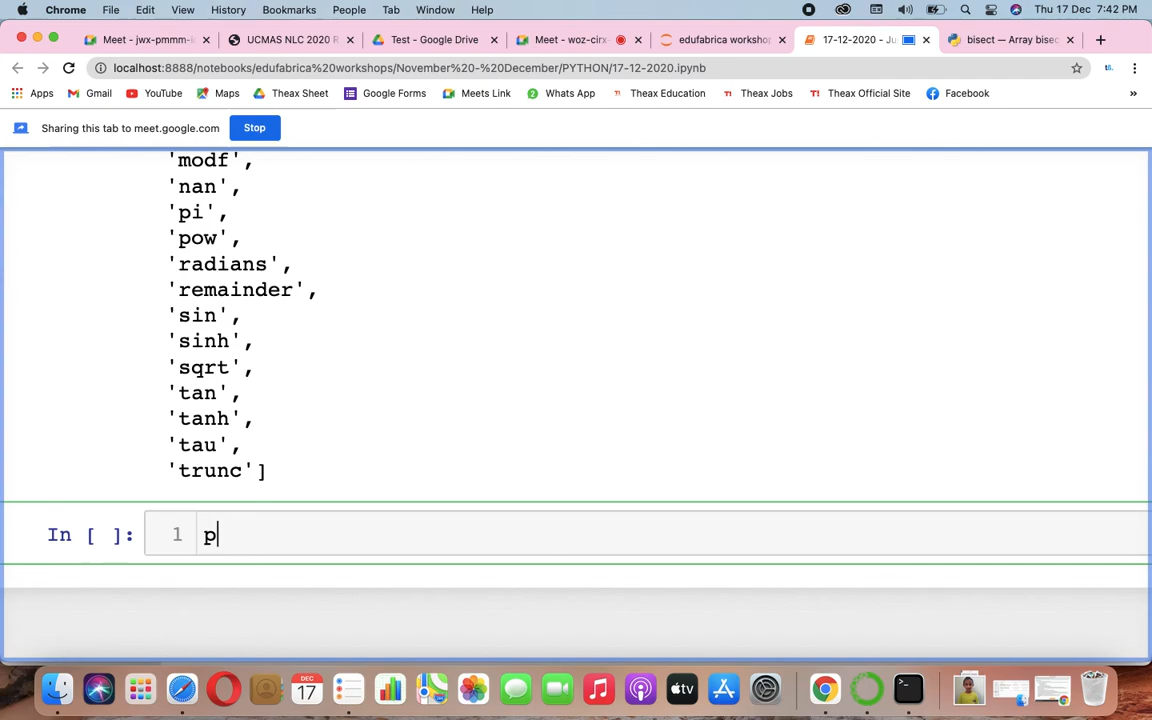 Chrome File Edit View History Bookmarks People Tab Window Help Thu 17 Dec 7:42 PM
Meet - jwx-pmmm- UCMAS NLC 2020 R Test - Google Drive Meet - woz-cirx- edufabrica worksho 17-12-2020 - Ju bisect — Array bisec
localhost:8888/notebooks/edufabrica%20workshops/November%20-%20December/PYTHON/17-12-2020.ipynb
Apps Gmail YouTube Maps Theax Sheet Google Forms Meets Link Whats App Theax Education Theax Jobs Theax Official Site Facebook »
Sharing this tab to meet.google.com Stop
'modf',
'nan',
'pi',
'pow',
'radians',
'remainder',
'sin',
'sinh',
'sqrt',
'tan',
'tanh',
'tau',
'trunc']
In [ ]: 1 p
DEC
17
tv